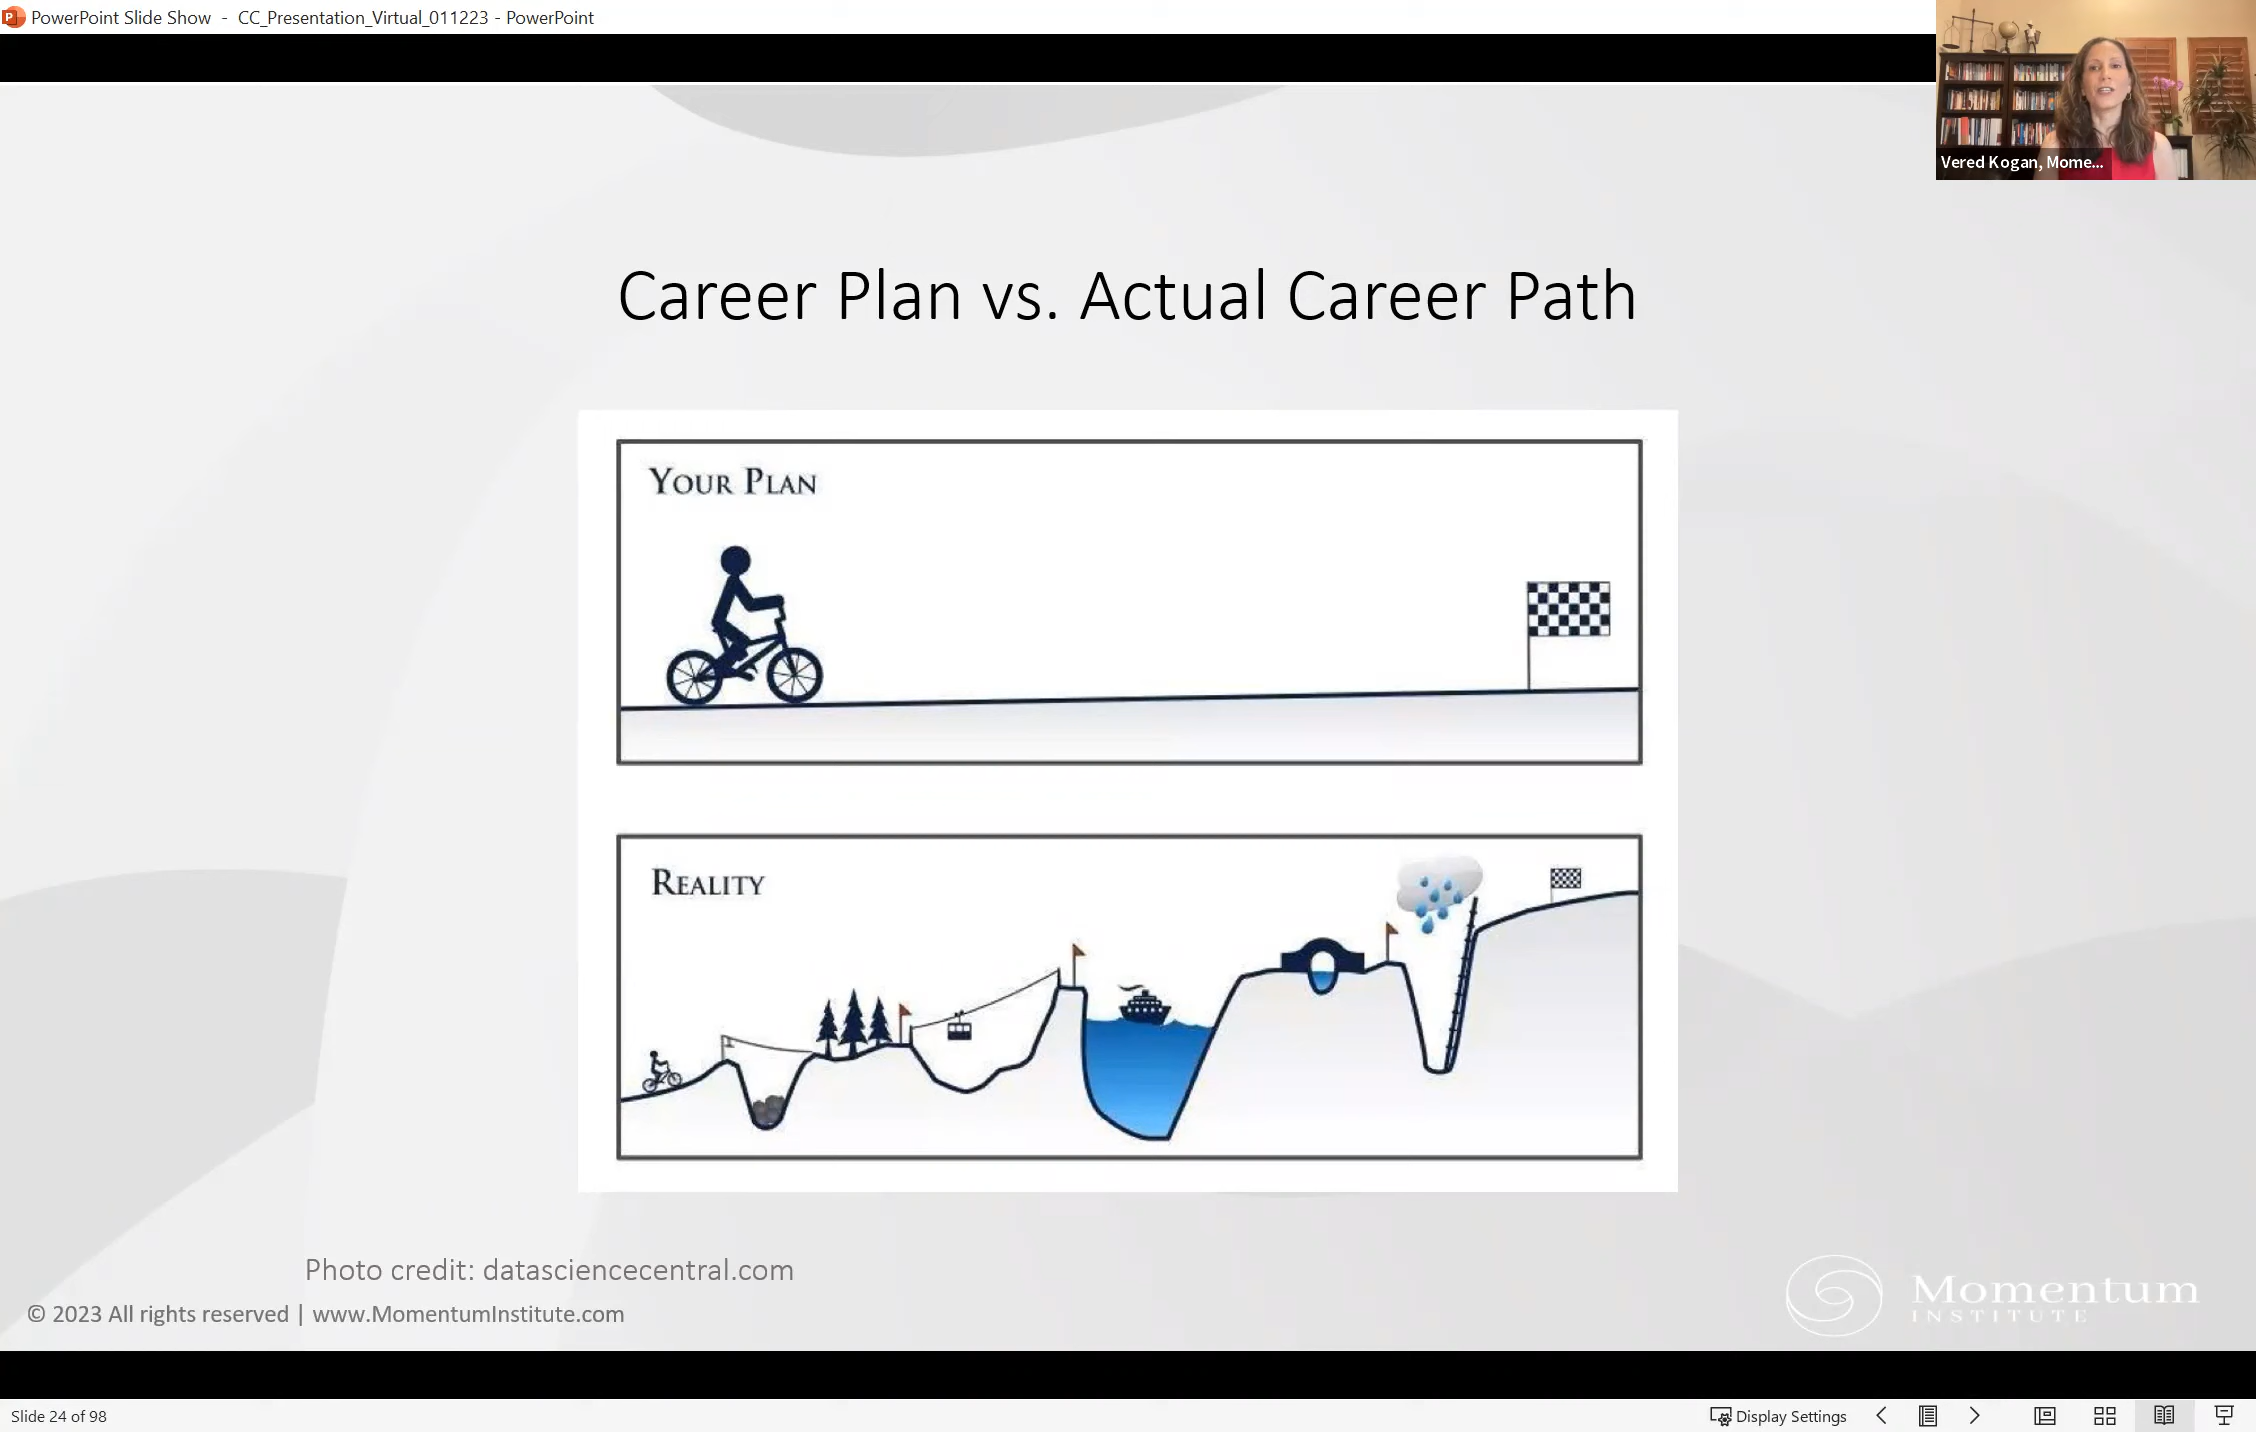 PowerPoint Slide Show - CC_Presentation_Virtual_011223 - PowerPoint
Vered Kogan, Mome...
Career Plan vs. Actual Career Path
YOUR PLAN
REALITY
Photo credit: datasciencecentral.com
© 2023 All rights reserved | www.MomentumInstitute.com
Momentum
INSTITUTE
Slide 24 of 98
Display Settings